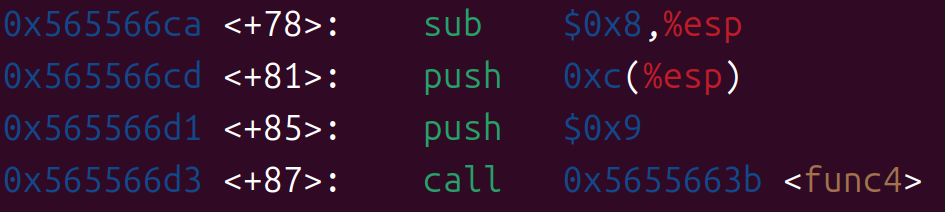 0x565566ca <+78>:    sub    $0x8,%esp
0x565566cd <+81>:    push   0xc(%esp)
0x565566d1 <+85>:    push   $0x9
0x565566d3 <+87>:    call   0x5655663b <func4>